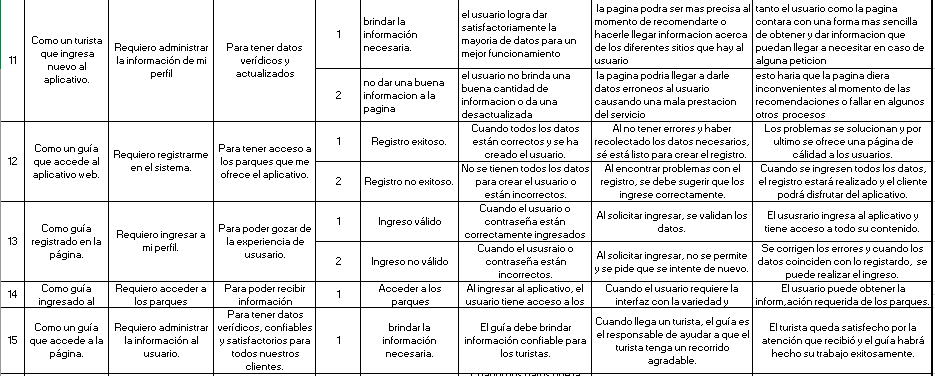 11
Como un turista
que ingresa
nuevo al
aplicativo.
Requiero administrar
la información de mi
perfil
Para tener datos
verídicos y
actualizados
1
brindar la
información
necesaria.
el usuario logra dar
satisfactoriamente la
mayoria de datos para un
mejor funcionamiento
la pagina podra ser mas precisa al
momento de recomendarte o
hacerle llegar informacion acerca
de los diferentes sitios que hay al
usuario
tanto el usuario como la pagina
contara con una forma mas sencilla
de obtener y dar informacion que
puedan llegar a necesitar en caso de
alguna peticion
2
no dar una buena
informacion a la
pagina
el usuario no brinda una
buena cantidad de
informacion o da una
desactualizada
la pagina podria llegar a darle
datos erroneos al usuario
causando una mala prestacion
del servicio
esto haria que la pagina diera
inconvenientes al momento de las
recomendaciones o fallar en algunos
otros procesos
12
Como un guía
que accede al
aplicativo web.
Requiero registrarme
en el sistema.
Para tener acceso a
los parques que me
ofrece el aplicativo.
1
Registro exitoso.
Cuando todos los datos
están correctos y se ha
creado el usuario.
Al no tener errores y haber
recolectado los datos necesarios,
sé está listo para crear el registro.
Los problemas se solucionan y por
ultimo se ofrece una página de
cálidad a los usuarios.
2
Registro no exitoso.
No se tienen todos los datos
para crear el usuario o
están incorrectos.
Al encontrar problemas con el
registro, se debe sugerir que los
ingrese correctamente.
Cuando se ingresen todos los datos,
el registro estará realizado y el cliente
podrá disfrutar del aplicativo.
13
Como guía
registrado en la
página.
Requiero ingresar a
mi perfil.
Para poder gozar de
la experiencia de
ususario.
1
Ingreso válido
Cuando el usuario o
contraseña están
correctamente ingresados
Al solicitar ingresar, se validan los
datos.
El ususrario ingresa al aplicativo y
tiene acceso a todo su contenido.
2
Ingreso no válido
Cuando el ususraio o
contraseña están
incorrectos.
Al solicitar ingresar, no se permite
y se pide que se intente de nuevo.
Se corrigen los errores y cuando los
datos coinciden con lo registardo, se
puede realizar el ingreso.
14
Como guía
ingresado al
Requiero acceder a
los parques
Para poder recibir
información
1
Acceder a los
parques
Al ingresar al aplicativo, el
usuario tiene acceso a los
Cuando el usuario requiere la
interfaz con la variedad y
El usuario puede obtener la
inform,ación requerida de los parques.
15
Como un guía
que accede a la
página.
Requiero administrar
la información al
usuario.
Para tener datos
verídicos, confiables
y satisfactorios para
todos nuestros
clientes.
1
brindar la
información
necesaria.
El guía debe brindar
información confiable para
los turistas.
Cuando llega un turista, el guía es
el responsable de ayudar a que el
turista tenga un recorrido
agradable.
El turista queda satisfecho por la
atención que recibió y el guía habrá
hecho su trabajo exitosamente.